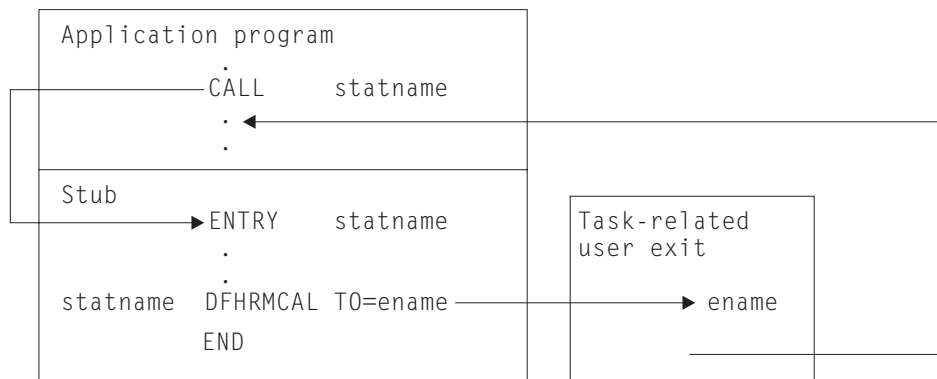 Application program
.
CALL statname
.
.
Stub
ENTRY statname
.
.
statname DFHRMCAL TO=ename
END
Task-related
user exit
ename